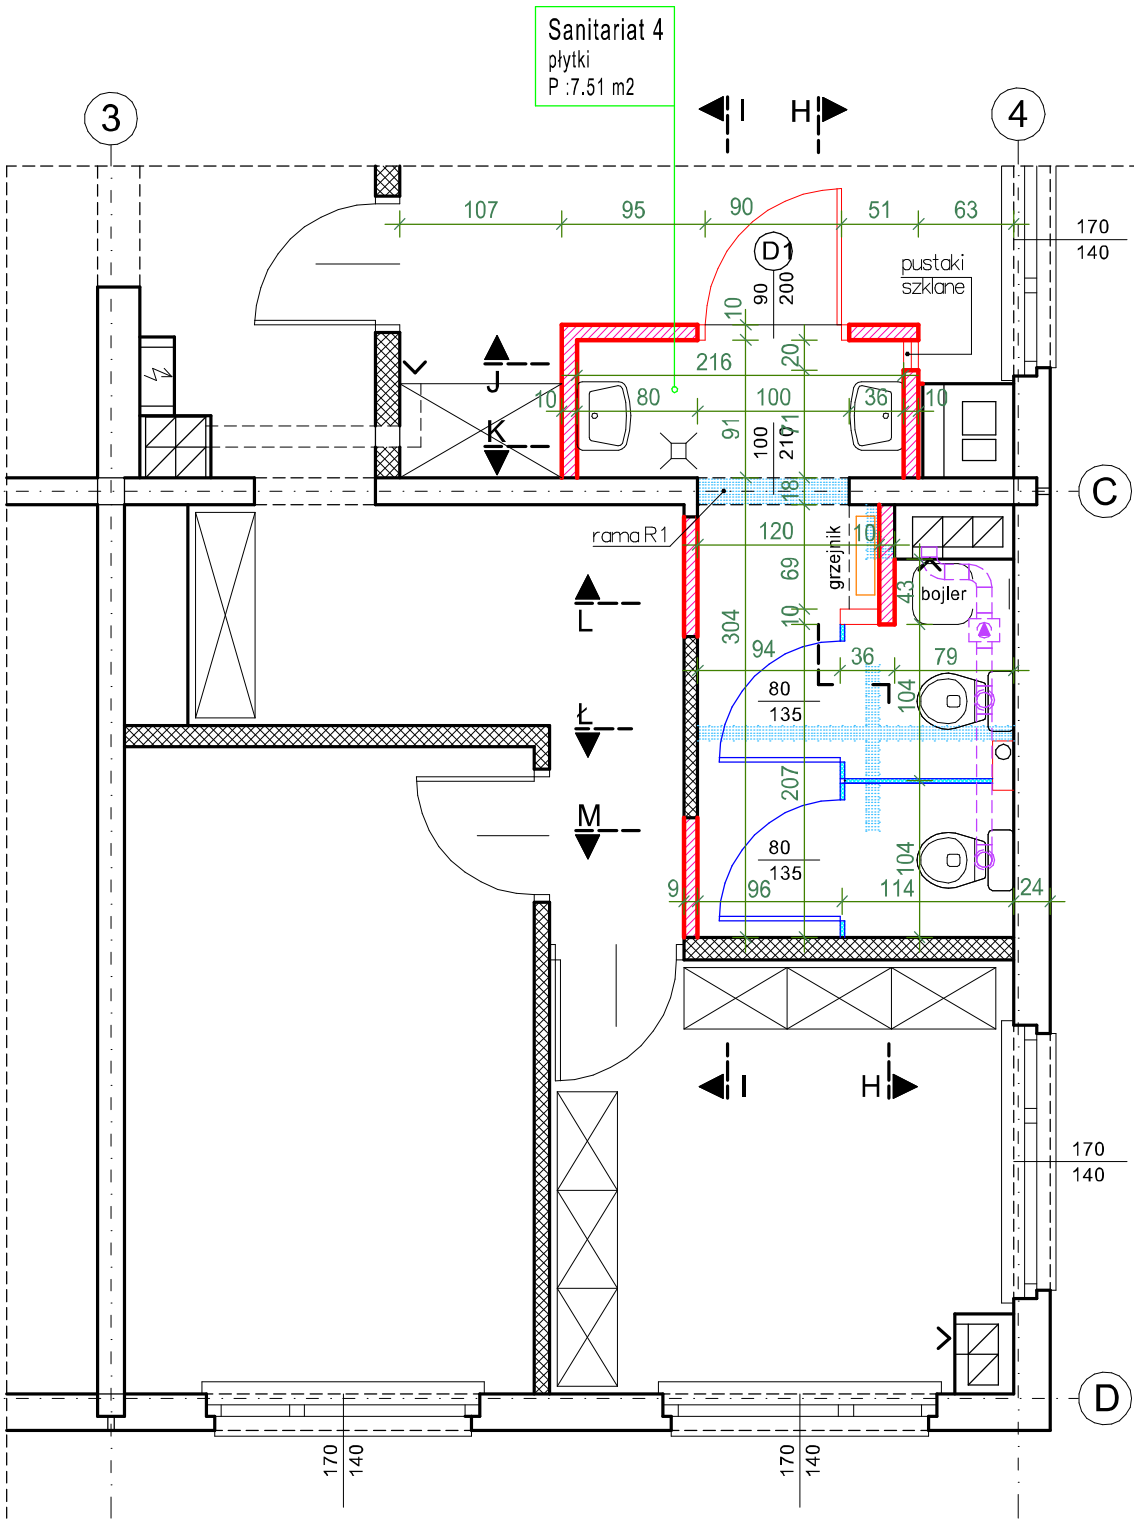 Sanitariat 4
płytki
P :7.51 m2
3
I
H
4
107
95
90
51
63
170
140
D1
pustaki
szklane
90
200
10
216
20
J
10
80
100
36
10
K
91
100
210
71
C
18
rama R1
120
10
grzejnik
69
43
bojler
L
304
10
94
36
79
80
135
104
Ł
207
M
80
135
104
9
96
114
24
I
H
170
140
D
170
140
170
140